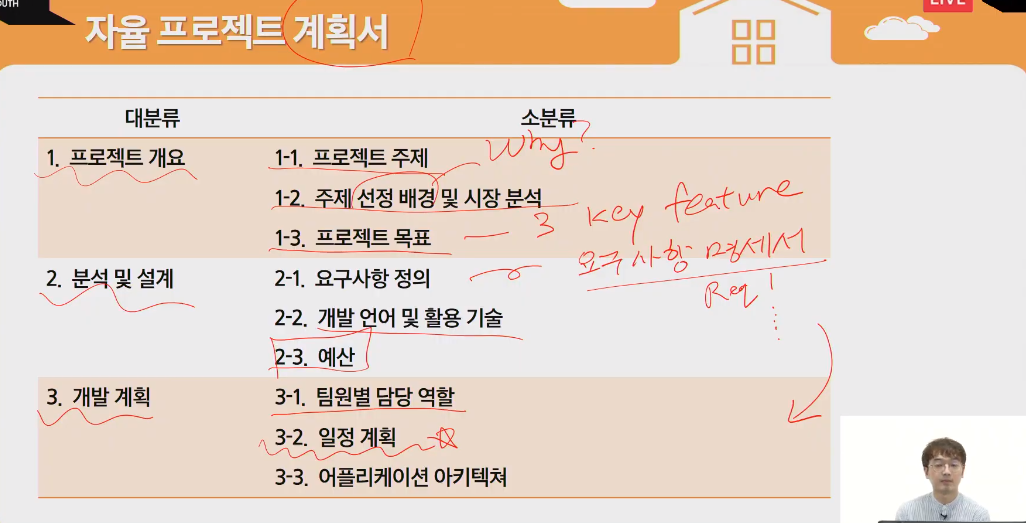 OUTH
LIVE
자율 프로젝트 계획서
대분류 소분류
1. 프로젝트 개요 1-1. 프로젝트 주제
Why?
1-2. 주제 선정 배경 및 시장 분석
1-3. 프로젝트 목표 — 3 key feature
2. 분석 및 설계 2-1. 요구사항 정의
요구사항 명세서
Req 1
2-2. 개발 언어 및 활용 기술
2-3. 예산
3. 개발 계획 3-1. 팀원별 담당 역할
3-2. 일정 계획
3-3. 어플리케이션 아키텍쳐